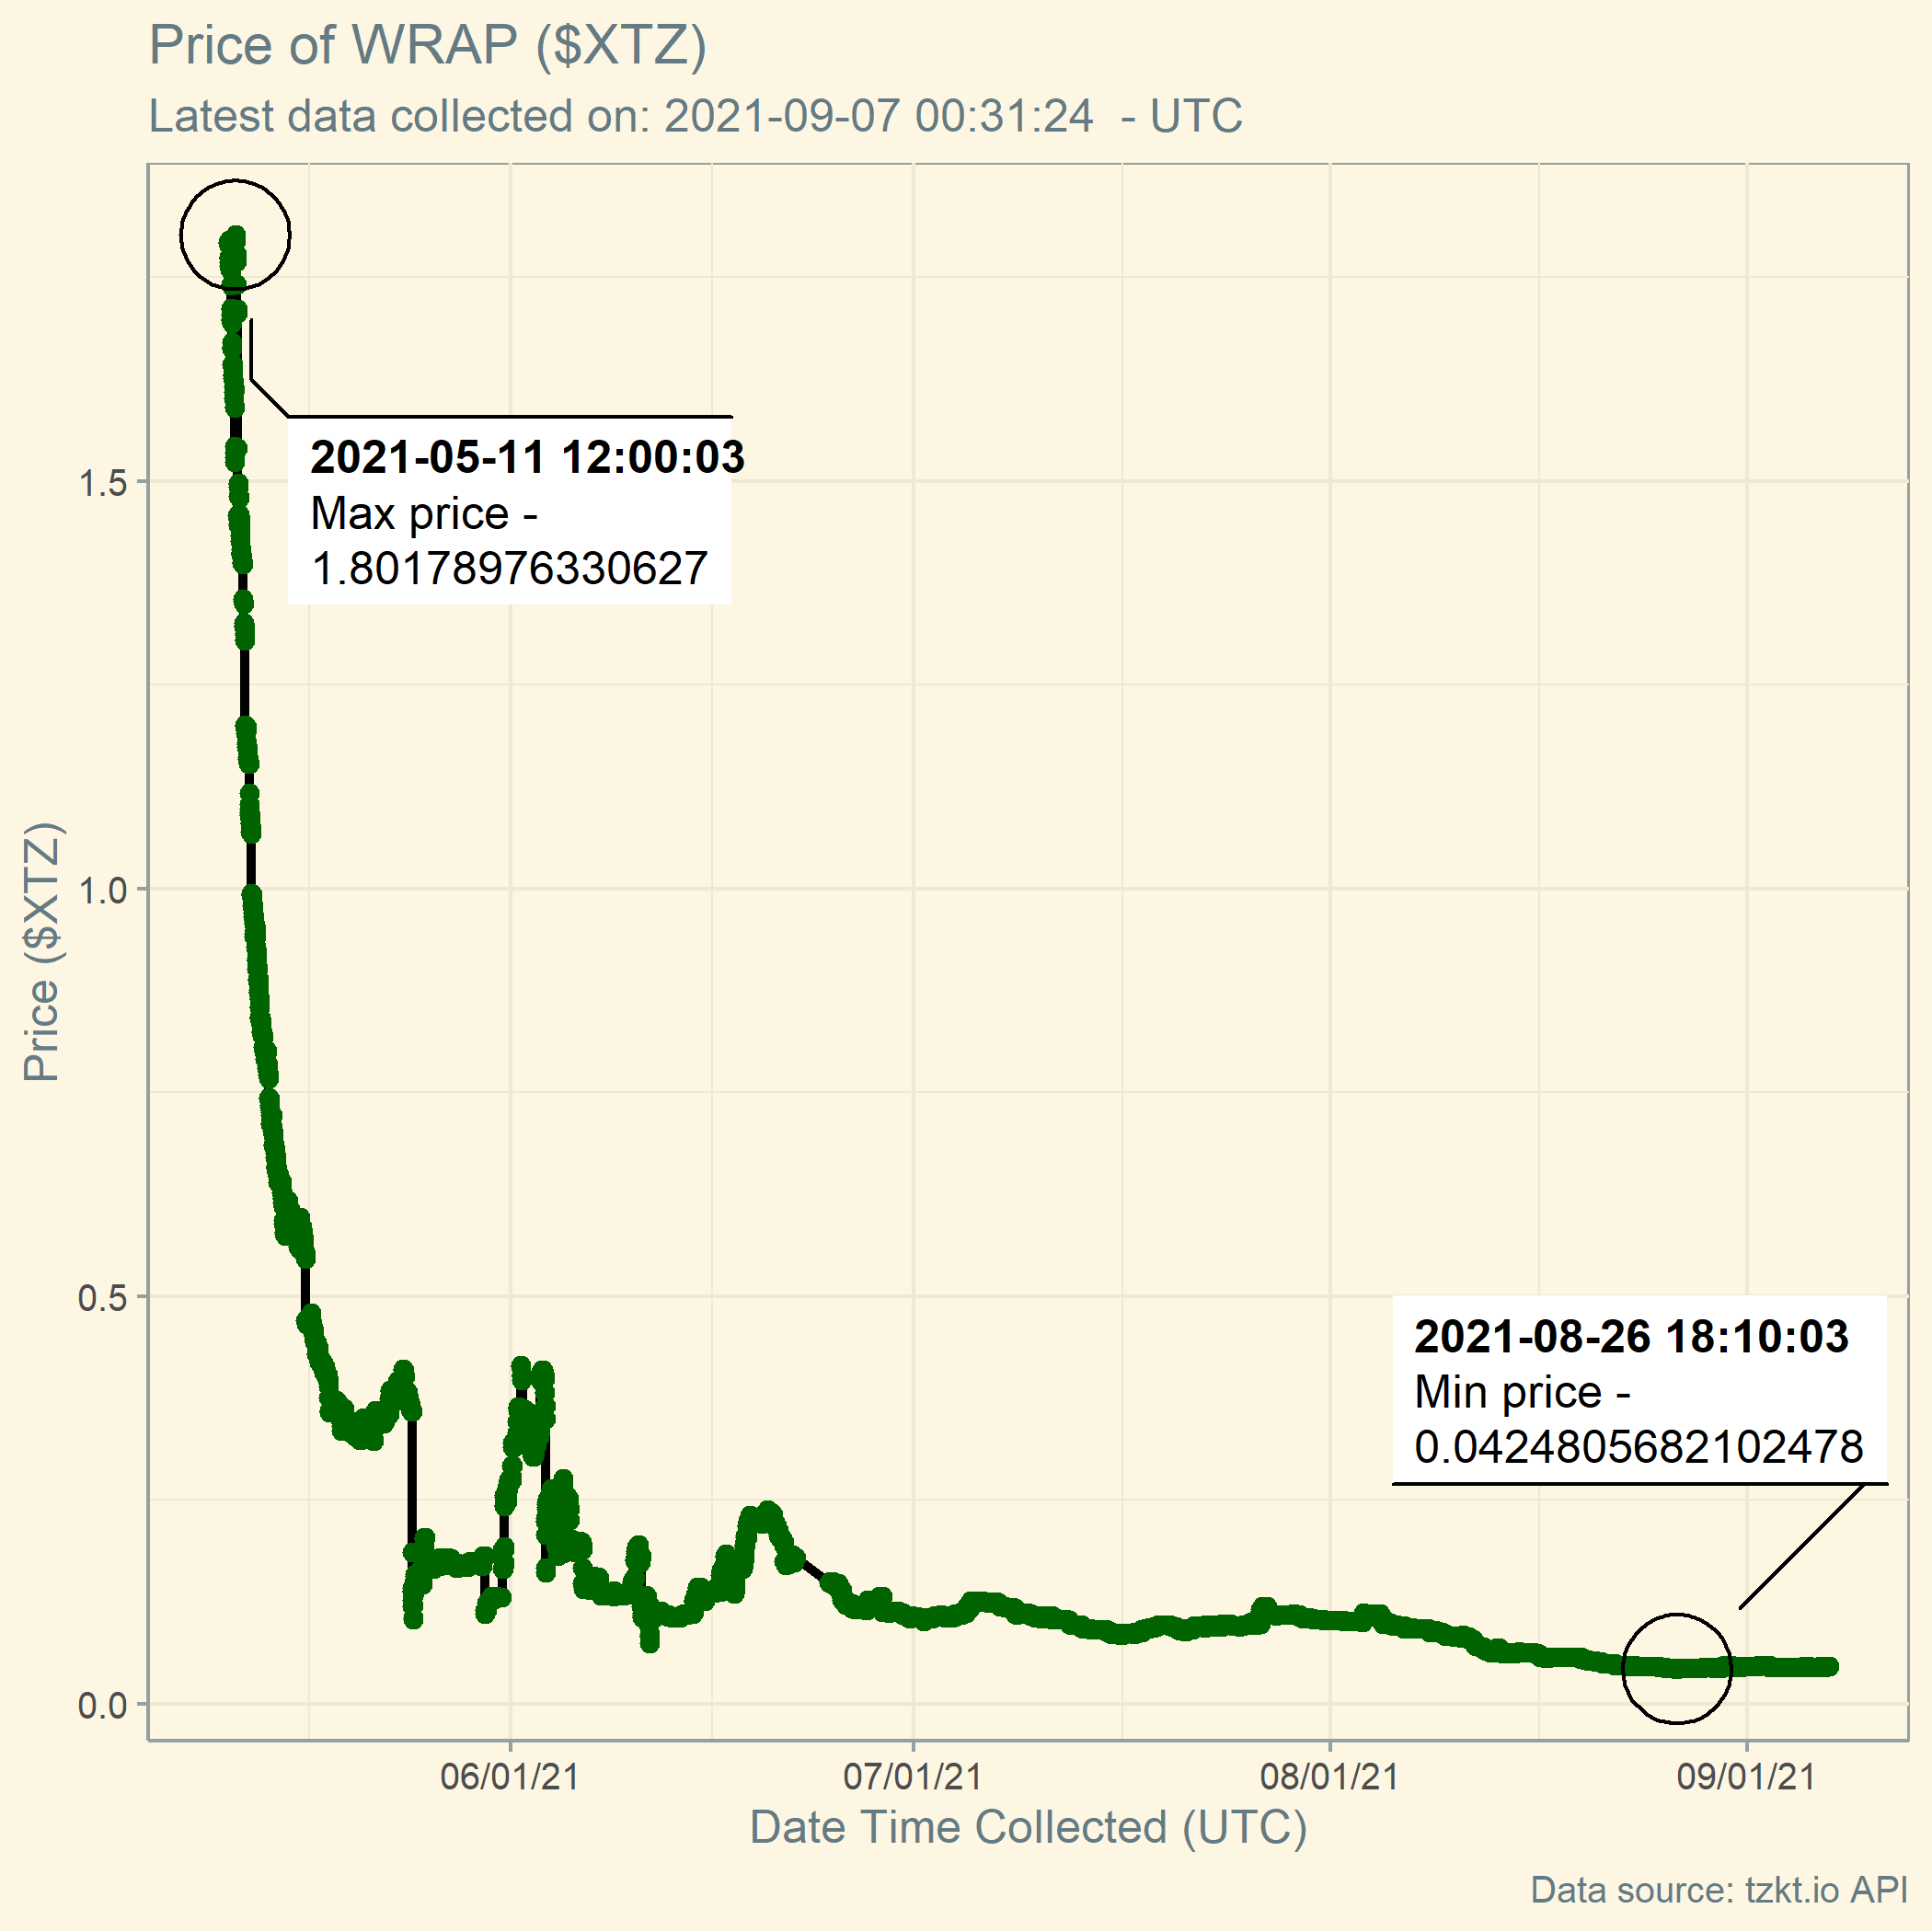 Price of WRAP ($XTZ)
Latest data collected on: 2021-09-07 00:31:24  - UTC
2021-05-11 12:00:03
Max price -
1.80178976330627
1.5
1.0
0.5
0.0
Price ($XTZ)
2021-08-26 18:10:03
Min price -
0.0424805682102478
06/01/21
07/01/21
08/01/21
09/01/21
Date Time Collected (UTC)
Data source: tzkt.io API